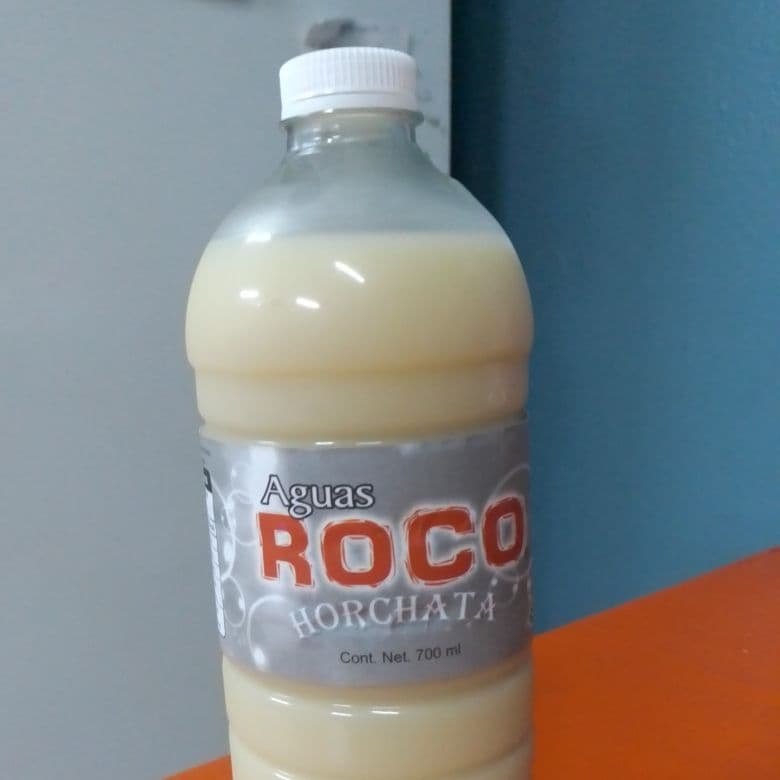 Aguas
ROCO
HORCHATA
Cont. Net. 700 ml